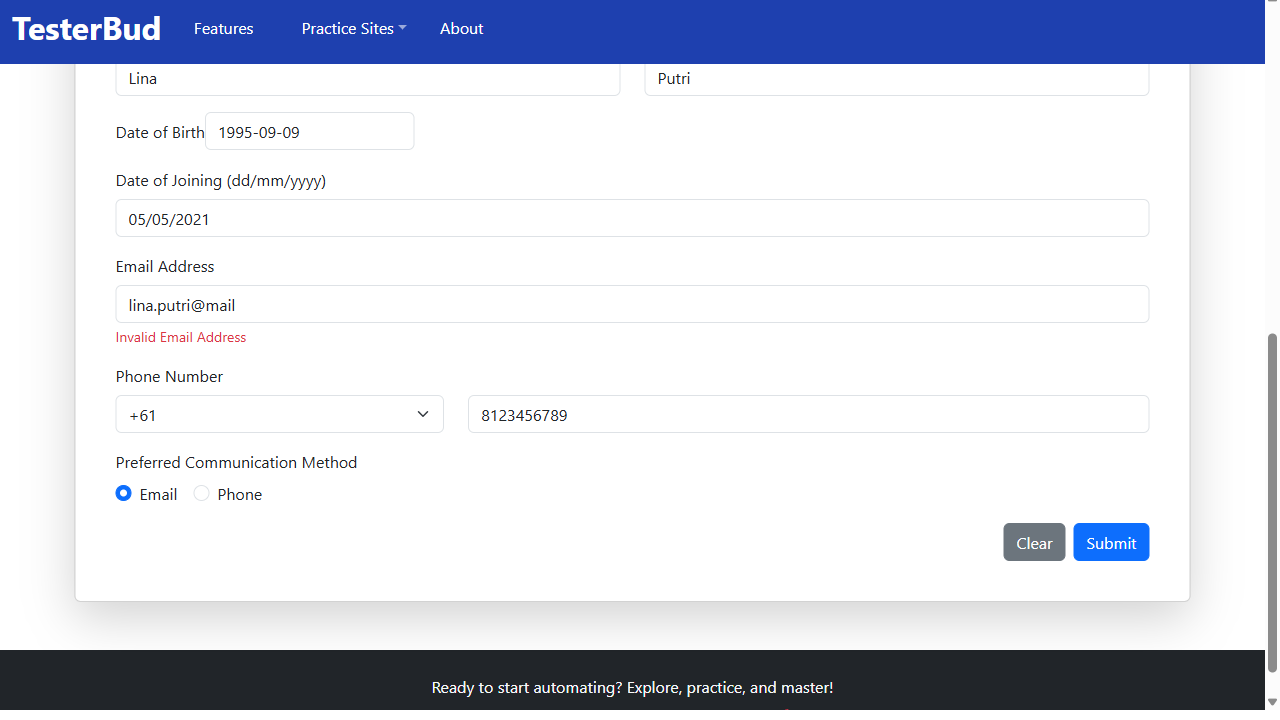 TesterBud Features Practice Sites About
Lina Putri
Date of Birth 1995-09-09
Date of Joining (dd/mm/yyyy)
05/05/2021
Email Address
lina.putri@mail
Invalid Email Address
Phone Number
+61 8123456789
Preferred Communication Method
Email Phone
Clear Submit
Ready to start automating? Explore, practice, and master!